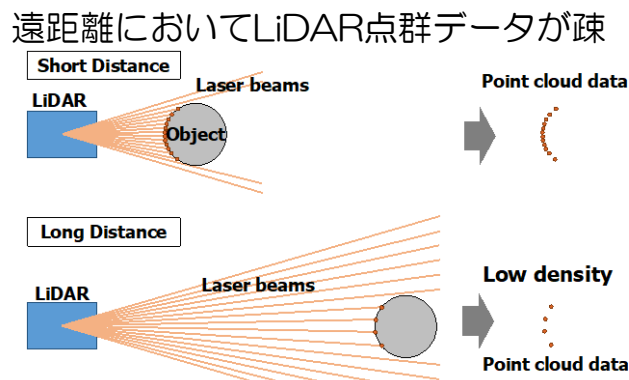 遠距離においてLiDAR点群データが疎
Short Distance
LiDAR
Laser beams
Object
Point cloud data
Long Distance
LiDAR
Laser beams
Low density
Point cloud data